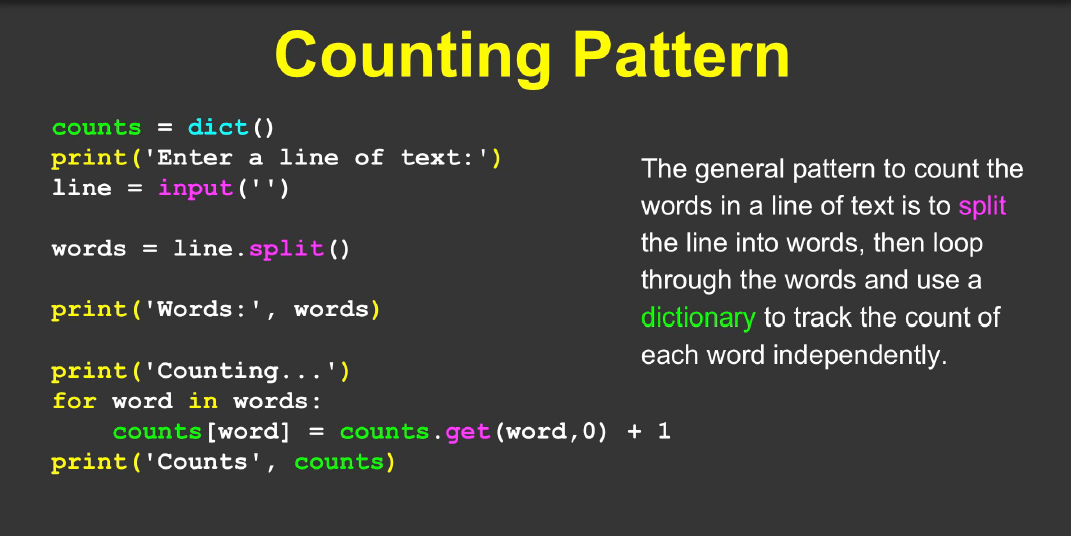 Counting Pattern
counts = dict()
print('Enter a line of text:')
line = input('')
words = line.split()
print('Words:', words)
print('Counting...')
for word in words:
    counts[word] = counts.get(word,0) + 1
print('Counts', counts)
The general pattern to count the
words in a line of text is to split
the line into words, then loop
through the words and use a
dictionary to track the count of
each word independently.